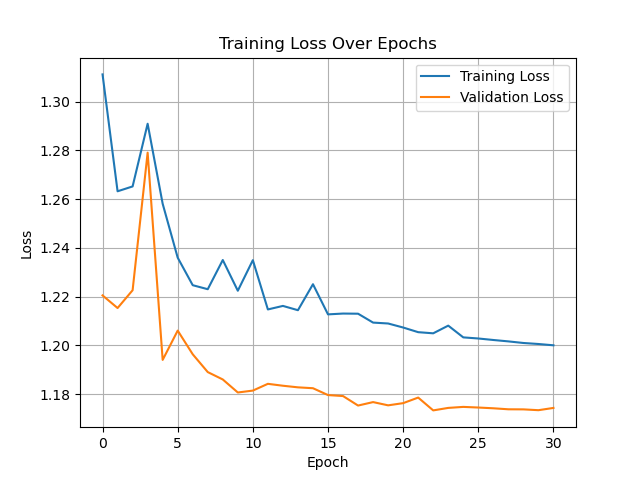 Training Loss Over Epochs
Training Loss
Validation Loss
1.30
1.28
1.26
1.24
1.22
1.20
1.18
Loss
0 5 10 15 20 25 30
Epoch